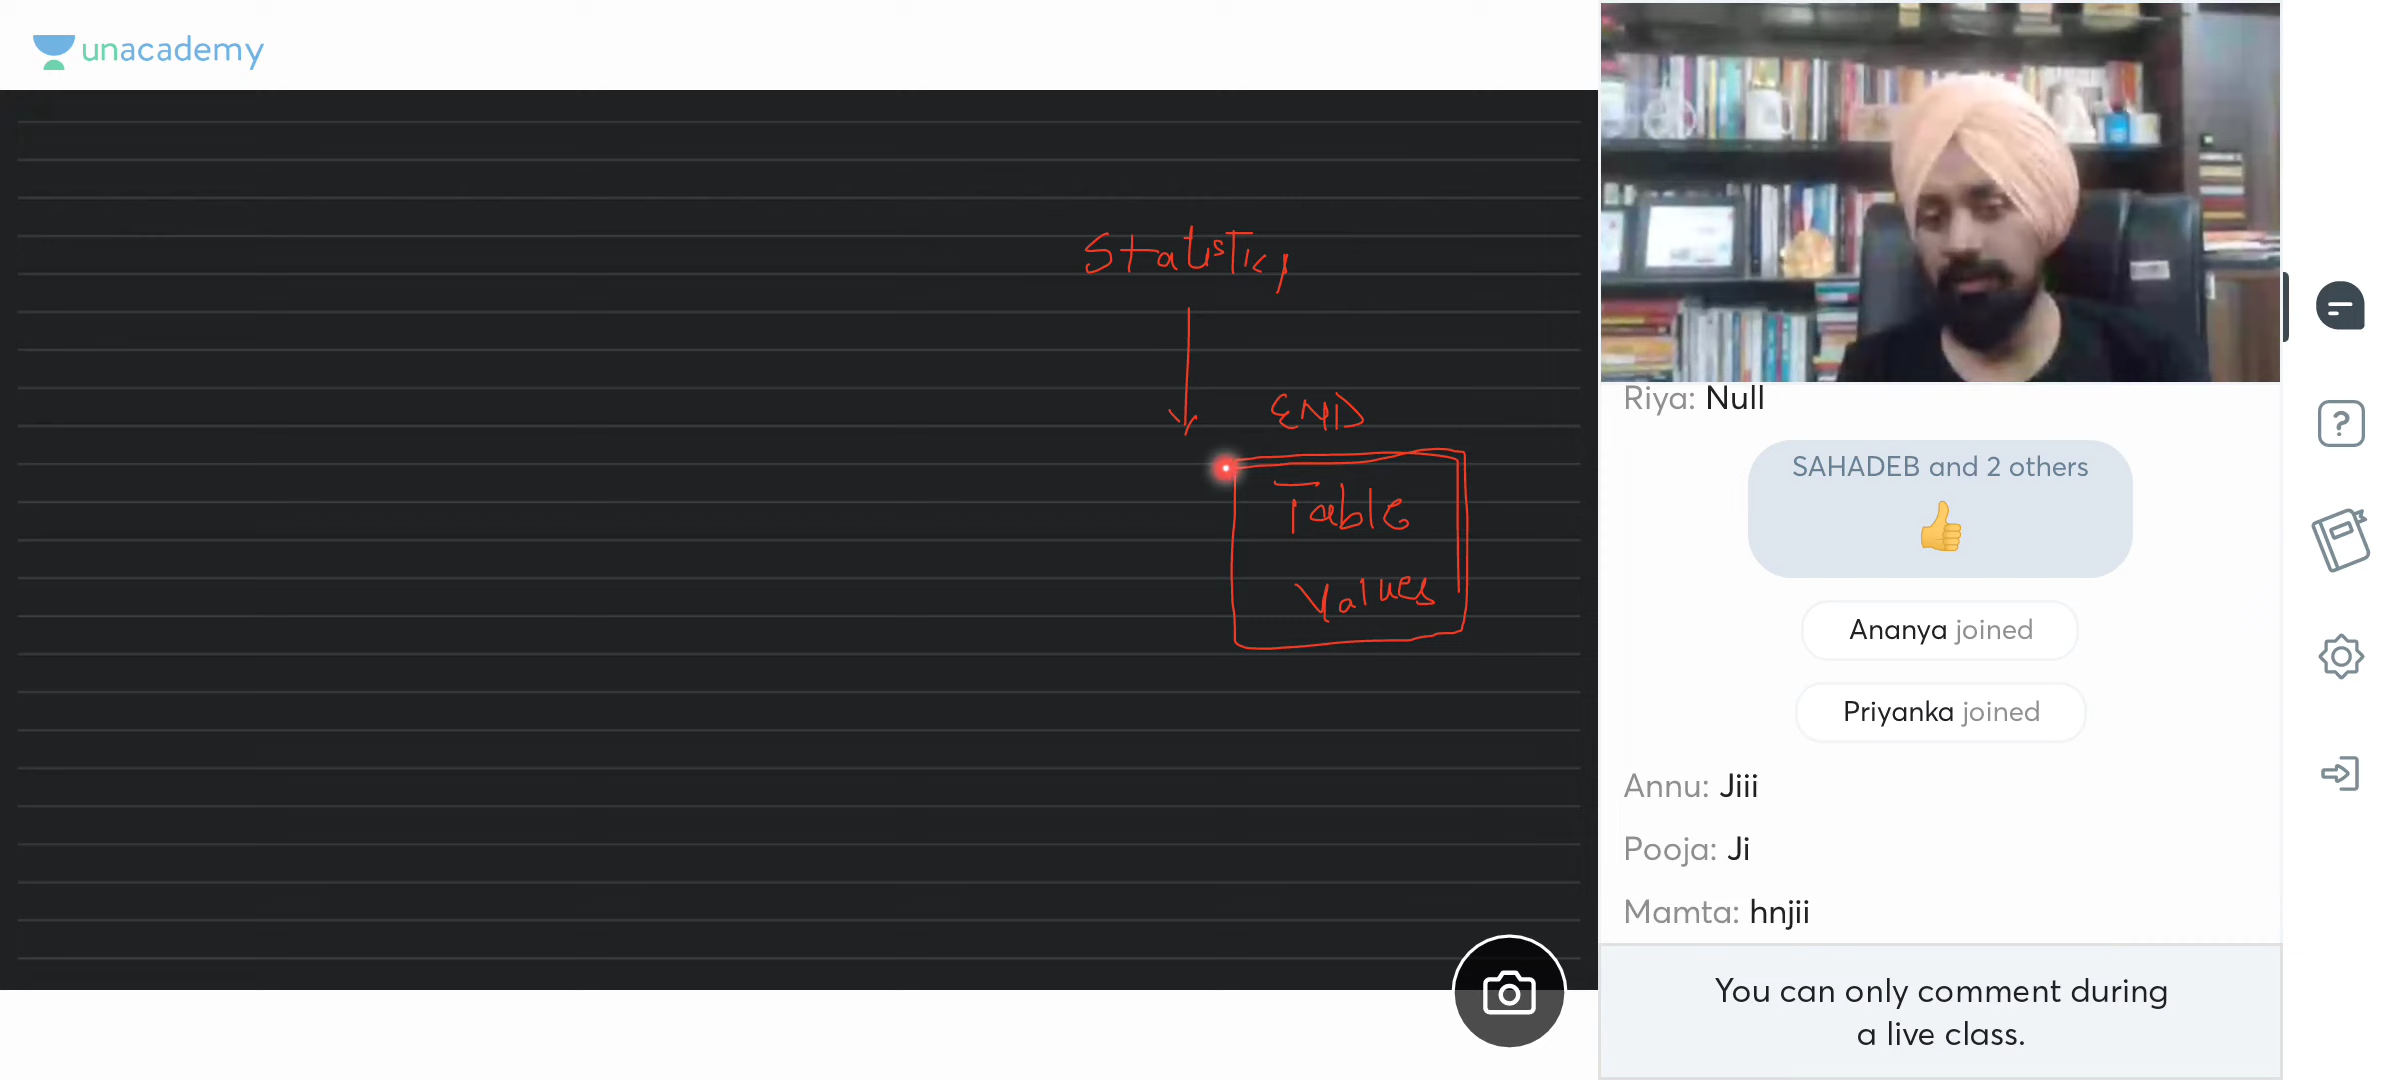 unacademy
Statistics
END
Table
Values
Riya: Null
SAHADEB and 2 others
Ananya joined
Priyanka joined
Annu: Jiii
Pooja: Ji
Mamta: hnjii
You can only comment during
a live class.